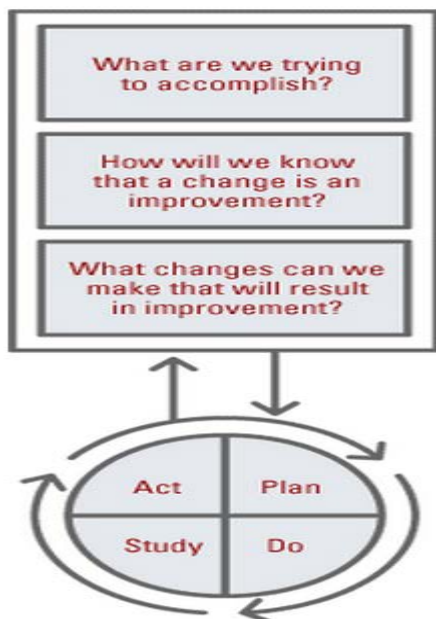 What are we trying
to accomplish?
How will we know
that a change is an
improvement?
What changes can we
make that will result
in improvement?
Act Plan
Study Do